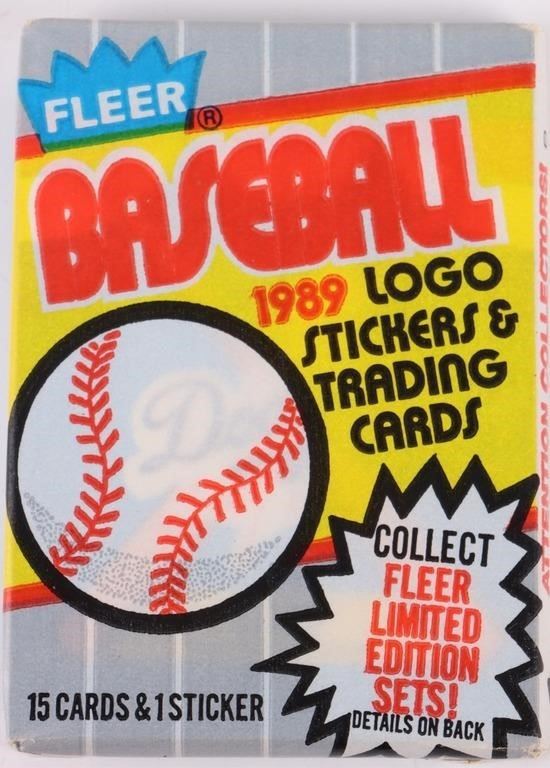 FLEER®
BASEBALL
1989 LOGO
STICKERS &
TRADING
CARDS
COLLECT
FLEER
LIMITED
EDITION
SETS!
DETAILS ON BACK
15 CARDS & 1 STICKER
ATTENTION COLLECTORS!